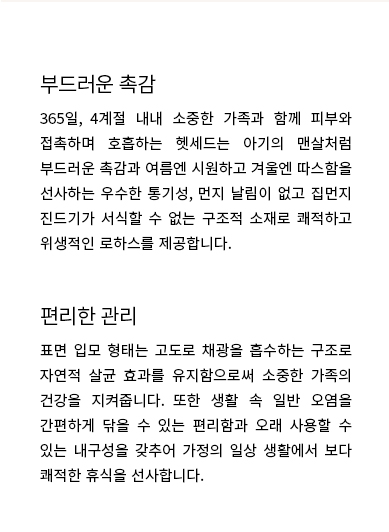 부드러운 촉감
365일, 4계절 내내 소중한 가족과 함께 피부와
접촉하며 호흡하는 헷세드는 아기의 맨살처럼
부드러운 촉감과 여름엔 시원하고 겨울엔 따스함을
선사하는 우수한 통기성, 먼지 날림이 없고 집먼지
진드기가 서식할 수 없는 구조적 소재로 쾌적하고
위생적인 로하스를 제공합니다.
편리한 관리
표면 입모 형태는 고도로 채광을 흡수하는 구조로
자연적 살균 효과를 유지함으로써 소중한 가족의
건강을 지켜줍니다. 또한 생활 속 일반 오염을
간편하게 닦을 수 있는 편리함과 오래 사용할 수
있는 내구성을 갖추어 가정의 일상 생활에서 보다
쾌적한 휴식을 선사합니다.